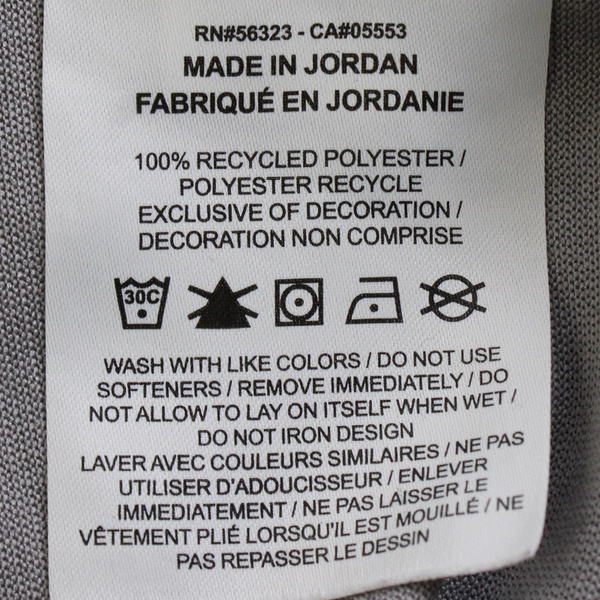 RN#56323 - CA#05553
MADE IN JORDAN
FABRIQUÉ EN JORDANIE
100% RECYCLED POLYESTER /
POLYESTER RECYCLE
EXCLUSIVE OF DECORATION /
DECORATION NON COMPRISE
30C
WASH WITH LIKE COLORS / DO NOT USE
SOFTENERS / REMOVE IMMEDIATELY / DO
NOT ALLOW TO LAY ON ITSELF WHEN WET /
DO NOT IRON DESIGN
LAVER AVEC COULEURS SIMILAIRES / NE PAS
UTILISER D'ADOUCISSEUR / ENLEVER
IMMEDIATEMENT / NE PAS LAISSER LE
VÊTEMENT PLIÉ LORSQU'IL EST MOUILLÉ / NE
PAS REPASSER LE DESSIN